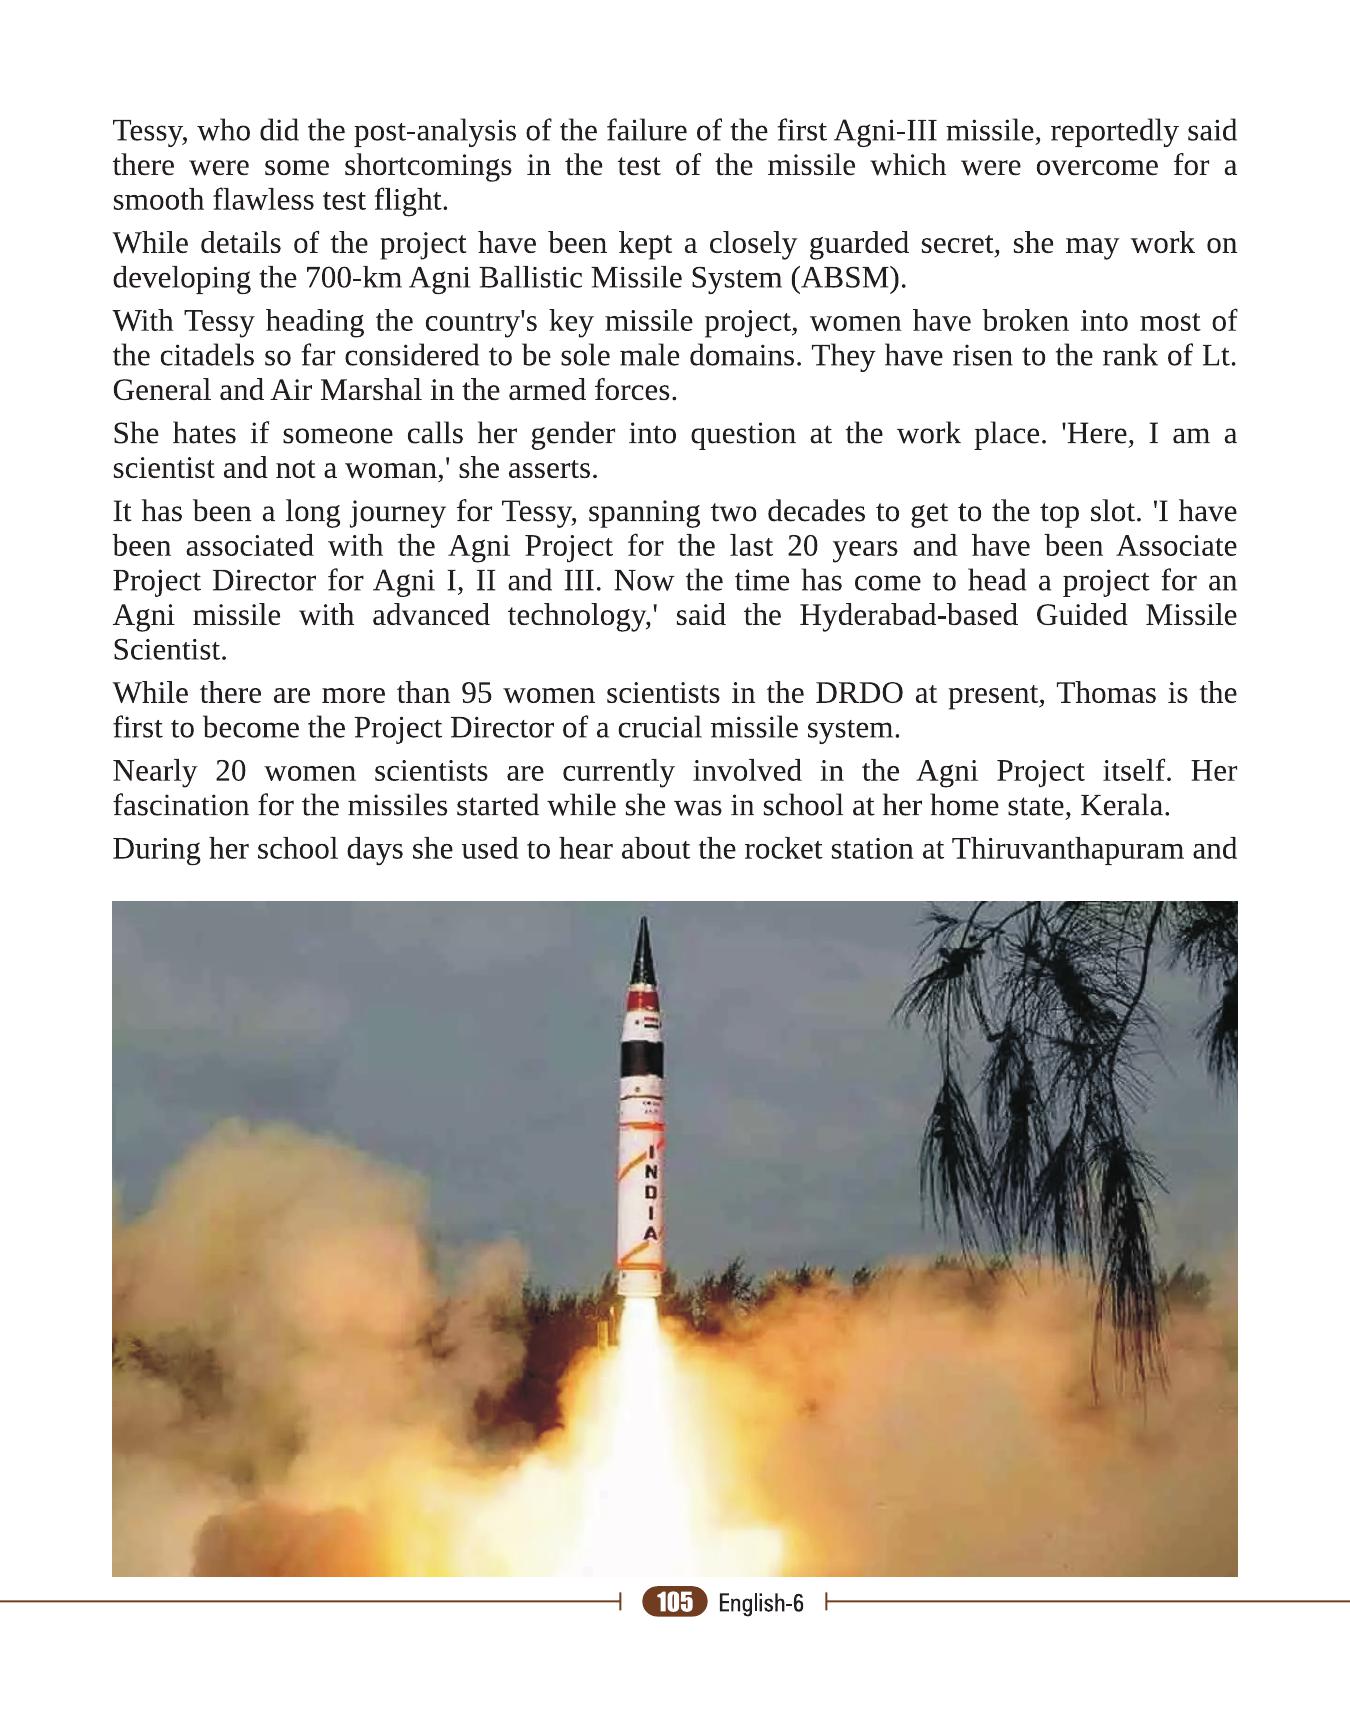 Tessy, who did the post-analysis of the failure of the first Agni-III missile, reportedly said
there were some shortcomings in the test of the missile which were overcome for a
smooth flawless test flight.
While details of the project have been kept a closely guarded secret, she may work on
developing the 700-km Agni Ballistic Missile System (ABSM).
With Tessy heading the country's key missile project, women have broken into most of
the citadels so far considered to be sole male domains. They have risen to the rank of Lt.
General and Air Marshal in the armed forces.
She hates if someone calls her gender into question at the work place. 'Here, I am a
scientist and not a woman,' she asserts.
It has been a long journey for Tessy, spanning two decades to get to the top slot. 'I have
been associated with the Agni Project for the last 20 years and have been Associate
Project Director for Agni I, II and III. Now the time has come to head a project for an
Agni missile with advanced technology,' said the Hyderabad-based Guided Missile
Scientist.
While there are more than 95 women scientists in the DRDO at present, Thomas is the
first to become the Project Director of a crucial missile system.
Nearly 20 women scientists are currently involved in the Agni Project itself. Her
fascination for the missiles started while she was in school at her home state, Kerala.
During her school days she used to hear about the rocket station at Thiruvanthapuram and
INDIA
105 English-6